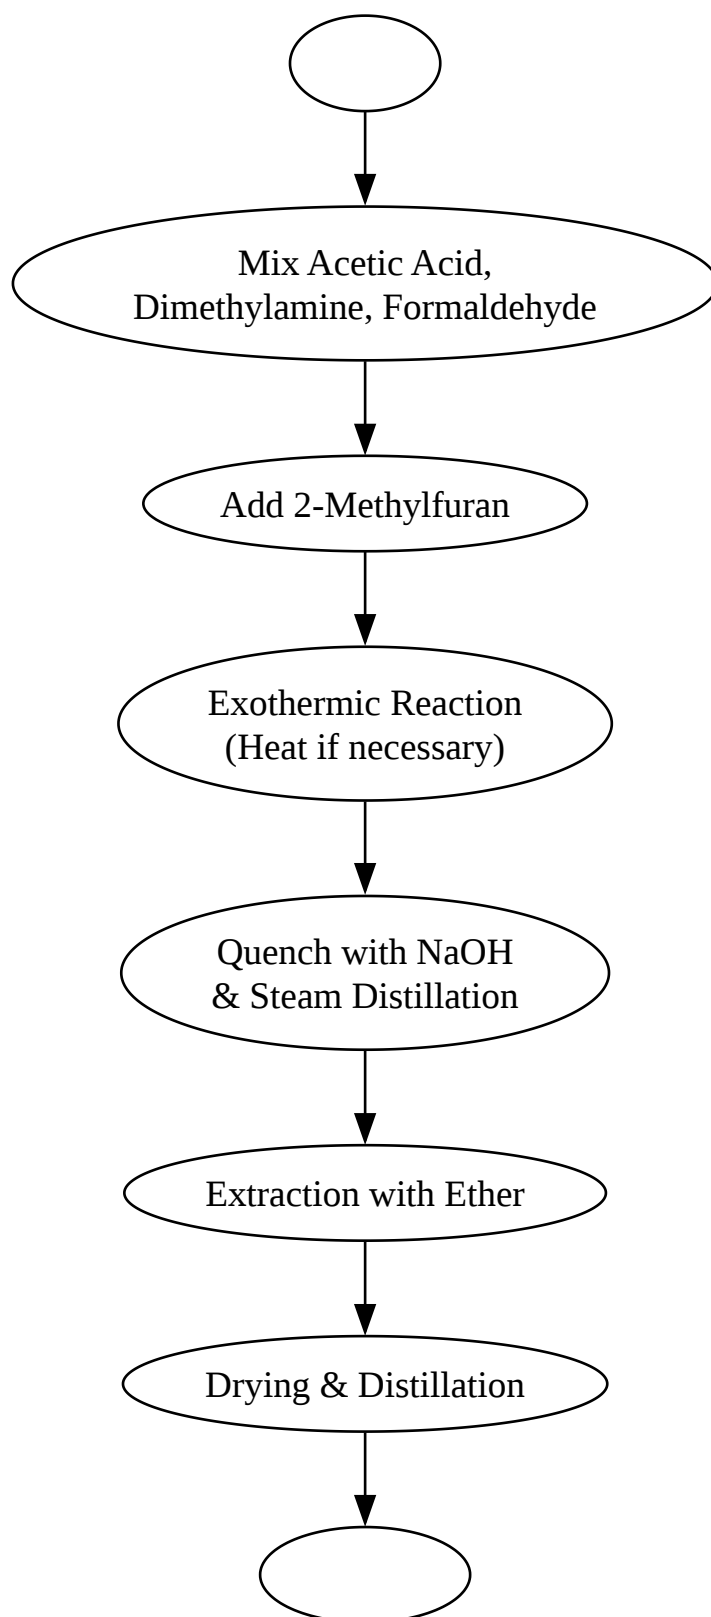 Mix Acetic Acid,
Dimethylamine, Formaldehyde
Add 2-Methylfuran
Exothermic Reaction
(Heat if necessary)
Quench with NaOH
& Steam Distillation
Extraction with Ether
Drying & Distillation